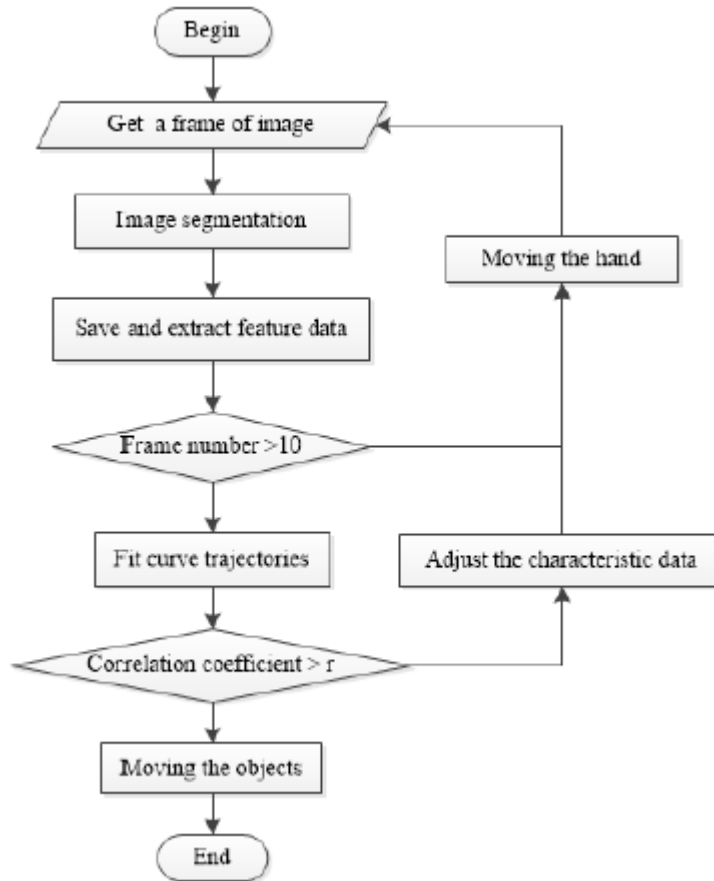 Begin
Get a frame of image
Image segmentation
Moving the hand
Save and extract feature data
Frame number >10
Fit curve trajectories
Adjust the characteristic data
Correlation coefficient > r
Moving the objects
End